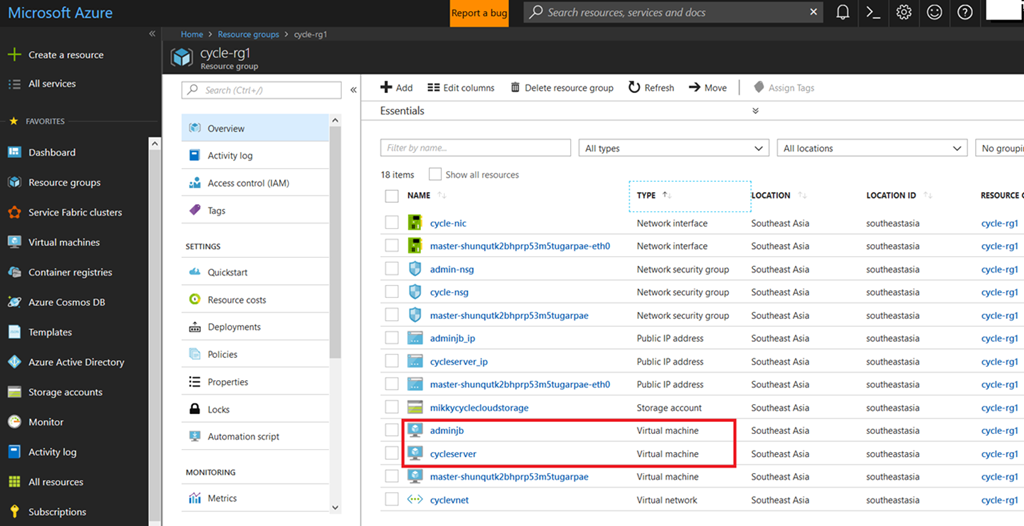 Microsoft Azure
Report a bug
Search resources, services and docs
Home > Resource groups > cycle-rg1
cycle-rg1
Resource group
Create a resource
All services
FAVORITES
Dashboard
Resource groups
Service Fabric clusters
Virtual machines
Container registries
Azure Cosmos DB
Templates
Azure Active Directory
Storage accounts
Monitor
Activity log
All resources
Subscriptions
Search (Ctrl+/)
Overview
Activity log
Access control (IAM)
Tags
SETTINGS
Quickstart
Resource costs
Deployments
Policies
Properties
Locks
Automation script
MONITORING
Metrics
Add Edit columns Delete resource group Refresh Move Assign Tags
Essentials
Filter by name... All types All locations No groupin
18 items Show all resources
NAME TYPE LOCATION LOCATION ID RESOURCE G
cycle-nic Network interface Southeast Asia southeastasia cycle-rg1
master-shunqutk2bhprp53m5tugarpae-eth0 Network interface Southeast Asia southeastasia cycle-rg1
admin-nsg Network security group Southeast Asia southeastasia cycle-rg1
cycle-nsg Network security group Southeast Asia southeastasia cycle-rg1
master-shunqutk2bhprp53m5tugarpae Network security group Southeast Asia southeastasia cycle-rg1
adminjb_ip Public IP address Southeast Asia southeastasia cycle-rg1
cycleserver_ip Public IP address Southeast Asia southeastasia cycle-rg1
master-shunqutk2bhprp53m5tugarpae-eth0 Public IP address Southeast Asia southeastasia cycle-rg1
mikkycyclecloudstorage Storage account Southeast Asia southeastasia cycle-rg1
adminjb Virtual machine Southeast Asia southeastasia cycle-rg1
cycleserver Virtual machine Southeast Asia southeastasia cycle-rg1
master-shunqutk2bhprp53m5tugarpae Virtual machine Southeast Asia southeastasia cycle-rg1
cyclevnet Virtual network Southeast Asia southeastasia cycle-rg1